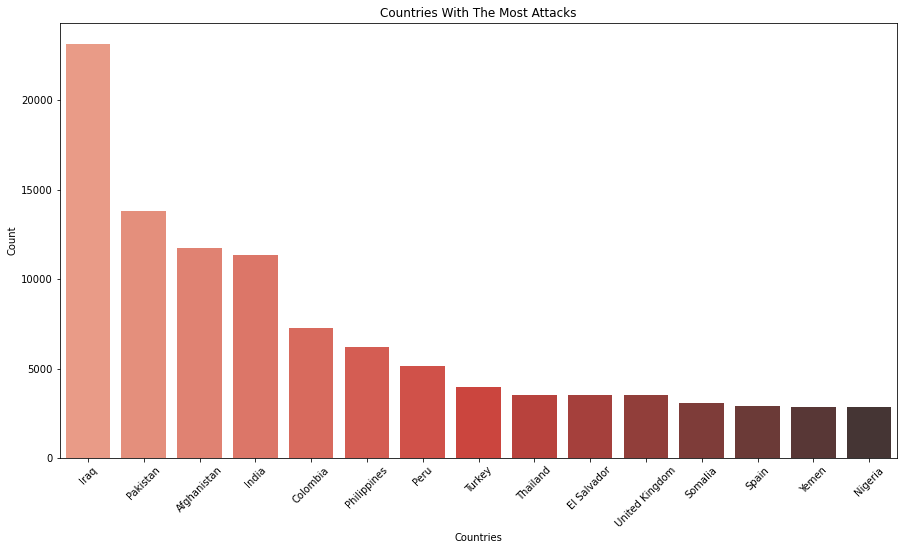 Countries With The Most Attacks
Count
20000
15000
10000
5000
0
Iraq
Pakistan
Afghanistan
India
Colombia
Philippines
Peru
Turkey
Thailand
El Salvador
United Kingdom
Somalia
Spain
Yemen
Nigeria
Countries